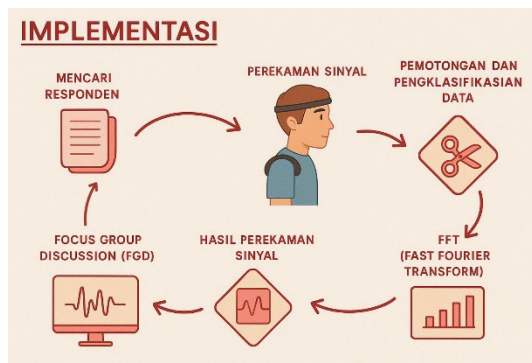 IMPLEMENTASI
MENCARI
RESPONDEN
PEREKAMAN SINYAL
PEMOTONGAN DAN
PENGKLASIFIKASIAN
DATA
FFT
(FAST FOURIER
TRANSFORM)
HASIL PEREKAMAN
SINYAL
FOCUS GROUP
DISCUSSION (FGD)